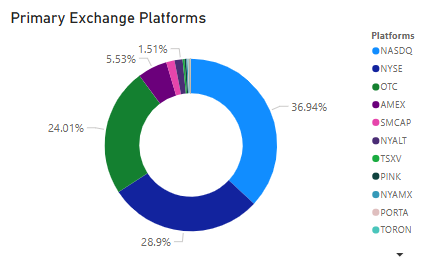 Primary Exchange Platforms
Platforms
NASDQ
NYSE
OTC
AMEX
SMCAP
NYALT
TSXV
PINK
NYAMX
PORTA
TORON
1.51%
5.53%
36.94%
24.01%
28.9%